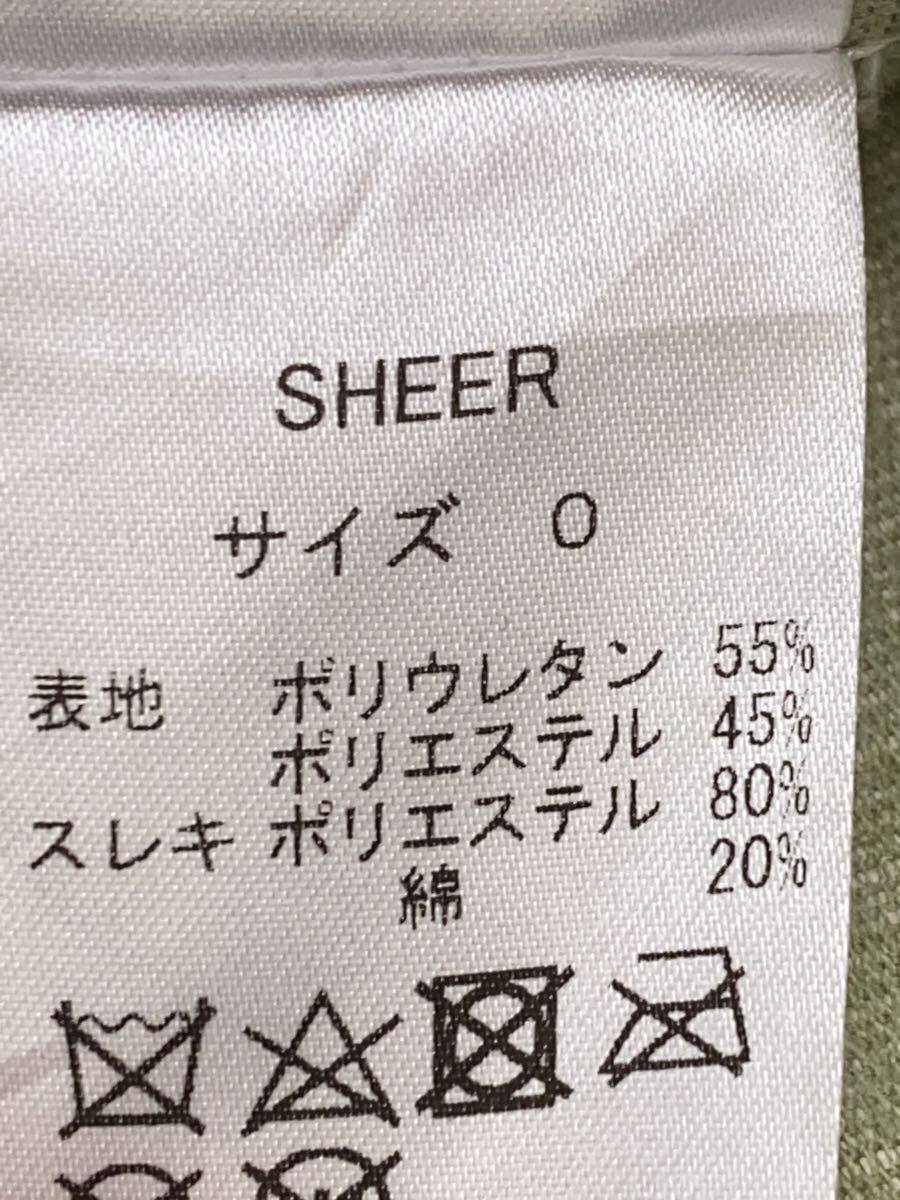 SHEER
サイズ 0
表地 ポリウレタン 55%
ポリエステル 45%
スレキ ポリエステル 80%
綿 20%